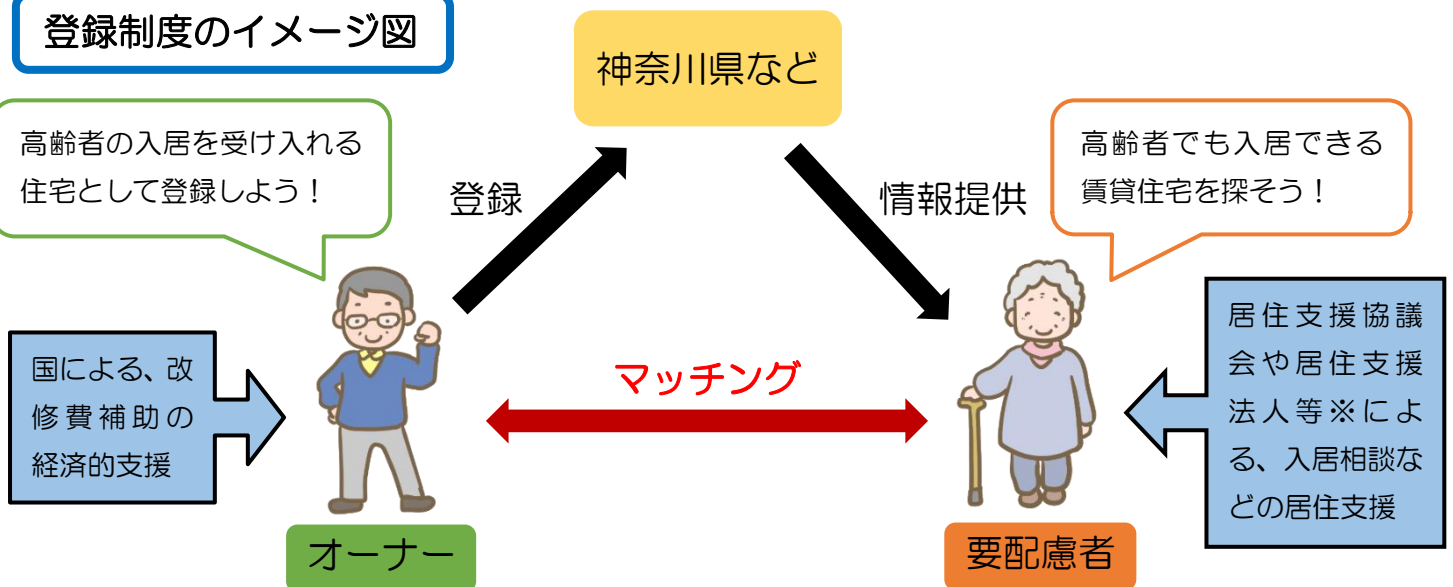 登録制度のイメージ図
神奈川県など
高齢者の入居を受け入れる
住宅として登録しよう！
高齢者でも入居できる
賃貸住宅を探そう！
登録
情報提供
国による、改
修費補助の
経済的支援
マッチング
居住支援協議
会や居住支援
法人等※によ
る、入居相談な
どの居住支援
オーナー
要配慮者